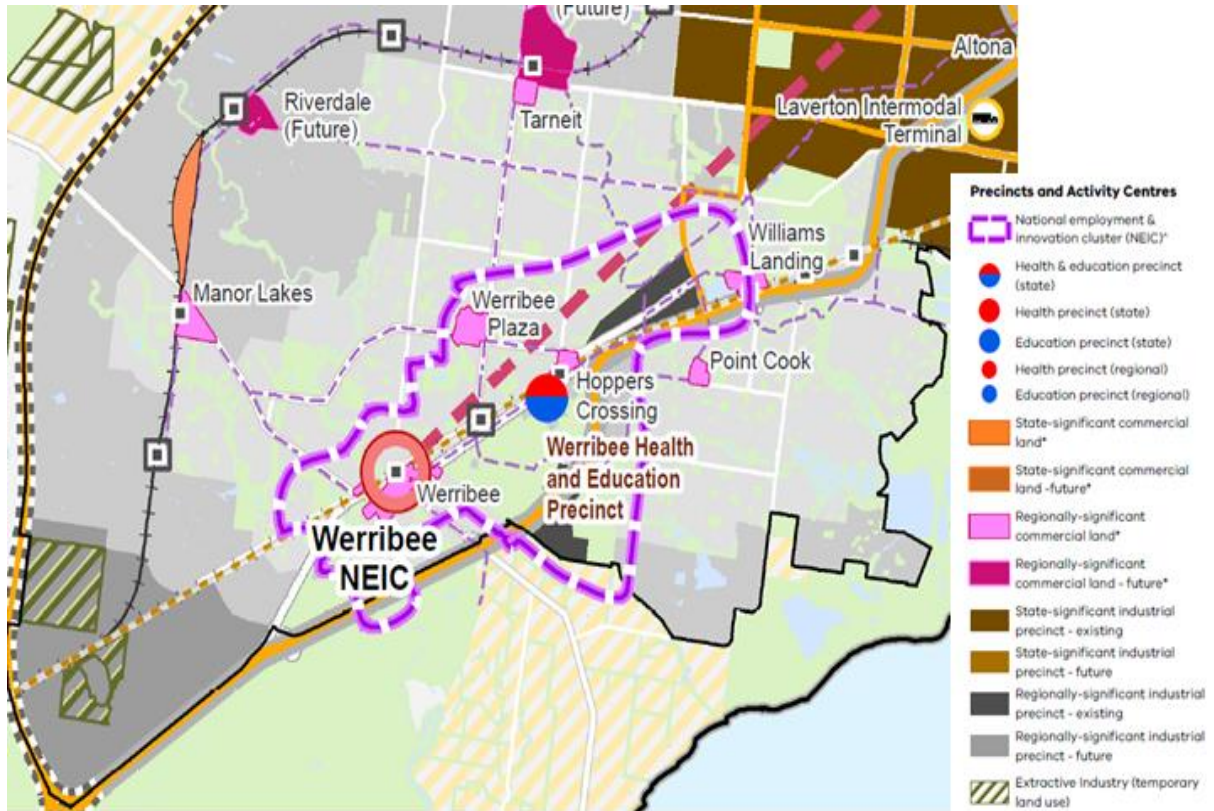 (Future)
Altona
Riverdale
(Future)
Tarneit
Laverton Intermodal
Terminal
Williams
Landing
Manor Lakes
Werribee
Plaza
Point Cook
Hoppers
Crossing
Werribee Health
and Education
Precinct
Werribee
Werribee
NEIC
Precincts and Activity Centres
National employment &
innovation cluster (NEIC)^
Health & education precinct
(state)
Health precinct (state)
Education precinct (state)
Health precinct (regional)
Education precinct (regional)
State-significant commercial
land*
State-significant commercial
land -future*
Regionally-significant
commercial land*
Regionally-significant
commercial land - future*
State-significant industrial
precinct - existing
State-significant industrial
precinct - future
Regionally-significant industrial
precinct - existing
Regionally-significant industrial
precinct - future
Extractive Industry (temporary
land use)